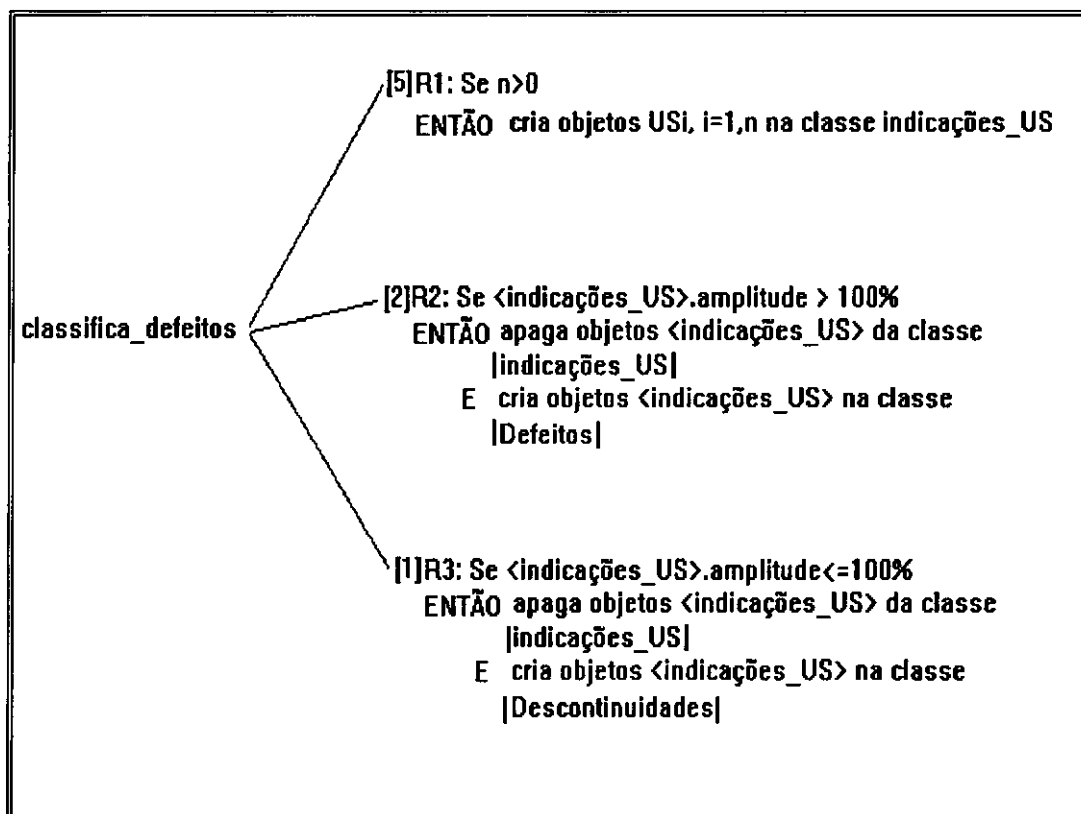 [5]R1: Se n>0
ENTÃO cria objetos USi, i=1,n na classe indicações_US
classifica_defeitos
[2]R2: Se <indicações_US>.amplitude > 100%
ENTÃO apaga objetos <indicações_US> da classe
|indicações_US|
E cria objetos <indicações_US> na classe
|Defeitos|
[1]R3: Se <indicações_US>.amplitude<=100%
ENTÃO apaga objetos <indicações_US> da classe
|indicações_US|
E cria objetos <indicações_US> na classe
|Descontinuidades|